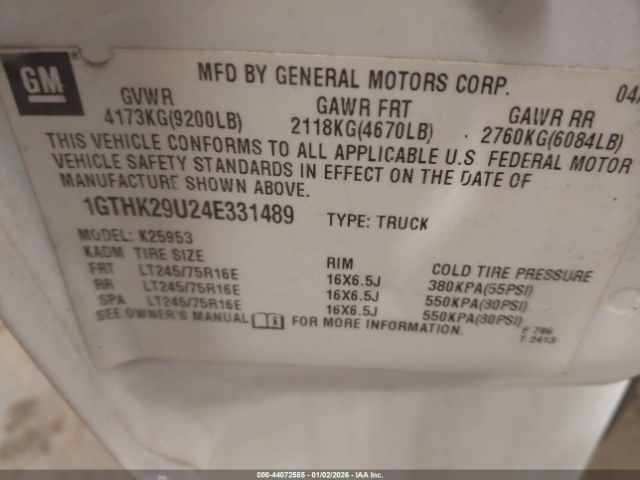 GM
MFD BY GENERAL MOTORS CORP. 04/
GVWR GAWR FRT GAWR RR
4173KG(9200LB) 2118KG(4670LB) 2760KG(6084LB)
THIS VEHICLE CONFORMS TO ALL APPLICABLE U.S. FEDERAL MOTOR
VEHICLE SAFETY STANDARDS IN EFFECT ON THE DATE OF
MANUFACTURE SHOWN ABOVE.
1GTHK29U24E331489 TYPE: TRUCK
MODEL: K25953
KADM TIRE SIZE RIM COLD TIRE PRESSURE
FRT LT245/75R16E 16X6.5J 380KPA(55PSI)
RR LT245/75R16E 16X6.5J 550KPA(80PSI)
SPA LT245/75R16E 16X6.5J 550KPA(80PSI)
SEE OWNER'S MANUAL FOR MORE INFORMATION.
F 786
T 2413
000-44072585 - 01/02/2026 - IAA Inc.